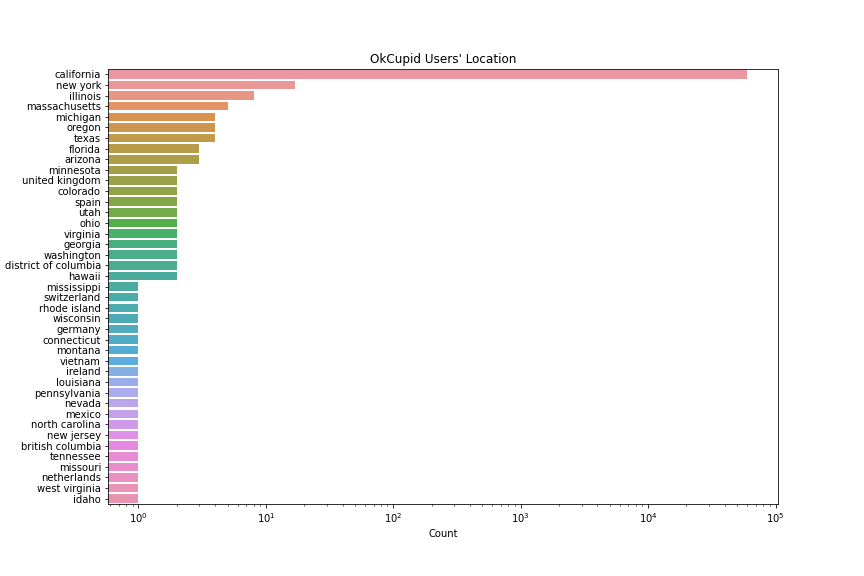 OkCupid Users' Location
california
new york
illinois
massachusetts
michigan
oregon
texas
florida
arizona
minnesota
united kingdom
colorado
spain
utah
ohio
virginia
georgia
washington
district of columbia
hawaii
mississippi
switzerland
rhode island
wisconsin
germany
connecticut
montana
vietnam
ireland
louisiana
pennsylvania
nevada
mexico
north carolina
new jersey
british columbia
tennessee
missouri
netherlands
west virginia
idaho
10⁰ 10¹ 10² 10³ 10⁴ 10⁵
Count